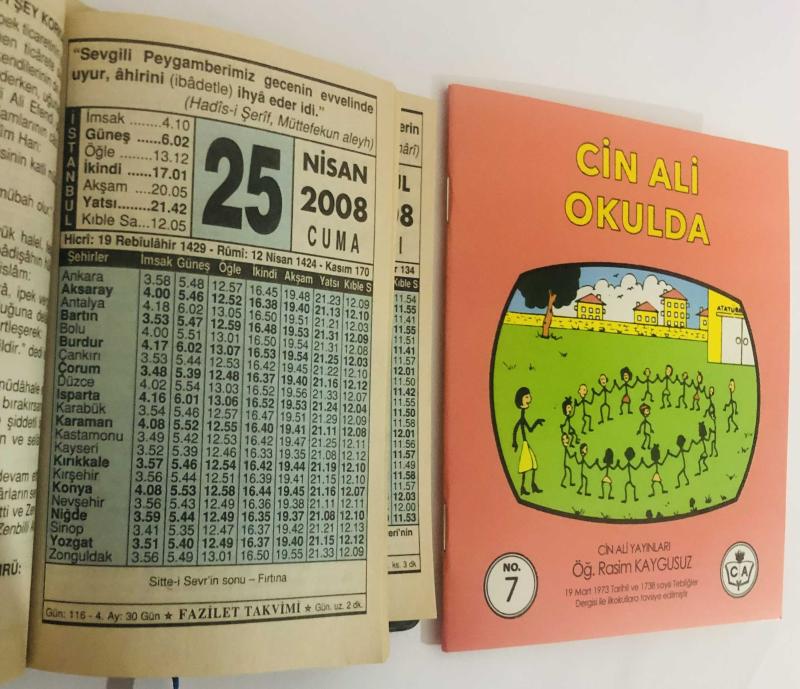 "Sevgili Peygamberimiz gecenin evvelinde
uyur, âhirini (ibâdetle) ihyâ eder idi."
(Hadîs-i Şerîf, Müttefekun aleyh)
İSTANBUL
İmsak ........4.10
Güneş ......6.02
Öğle ........13.12
İkindi ......17.01
Akşam ....20.05
Yatsı.......21.42
Kıble Sa...12.05
25
NİSAN
2008
CUMA
Hicrî: 19 Rebiulâhir 1429 - Rûmî: 12 Nisan 1424 - Kasım 170
Şehirler İmsak Güneş Öğle İkindi Akşam Yatsı Kıble S
Ankara 3.58 5.48 12.57 16.45 19.48 21.23 12.09
Aksaray 4.00 5.46 12.52 16.38 19.40 21.13 12.10
Antalya 4.18 6.02 13.05 16.50 19.51 21.21 12.03
Bartın 3.53 5.47 12.59 16.48 19.53 21.31 12.09
Bolu 4.00 5.51 13.01 16.50 19.54 21.31 12.08
Burdur 4.17 6.02 13.07 16.53 19.54 21.25 12.03
Çankırı 3.53 5.44 12.53 16.42 19.45 21.22 12.10
Çorum 3.48 5.39 12.48 16.37 19.40 21.16 12.12
Düzce 4.02 5.54 13.03 16.52 19.56 21.33 12.07
Isparta 4.16 6.01 13.06 16.52 19.53 21.24 12.04
Karabük 3.54 5.46 12.57 16.47 19.51 21.29 12.09
Karaman 4.08 5.52 12.55 16.40 19.41 21.11 12.08
Kastamonu 3.49 5.42 12.53 16.42 19.47 21.25 12.11
Kayseri 3.52 5.39 12.46 16.33 19.35 21.08 12.12
Kırıkkale 3.57 5.46 12.54 16.42 19.44 21.19 12.10
Kırşehir 3.56 5.44 12.51 16.39 19.41 21.15 12.10
Konya 4.08 5.53 12.58 16.44 19.45 21.16 12.07
Nevşehir 3.56 5.43 12.49 16.36 19.38 21.11 12.11
Niğde 3.59 5.44 12.49 16.35 19.37 21.08 12.10
Sinop 3.41 5.35 12.47 16.37 19.42 21.21 12.13
Yozgat 3.51 5.40 12.49 16.37 19.40 21.15 12.12
Zonguldak 3.56 5.49 13.01 16.50 19.55 21.33 12.09
Sitte-i Sevr'in sonu – Fırtına
Gün: 116 - 4. Ay: 30 Gün ★ FAZİLET TAKVİMİ ★ Gün. uz. 2 dk.
CİN ALİ
OKULDA
CİN ALİ YAYINLARI
Öğ. Rasim KAYGUSUZ
19 Mart 1973 Tarihli ve 1738 sayılı Tebliğler
Dergisi ile ilkokullara tavsiye edilmiştir
NO.
7
C A